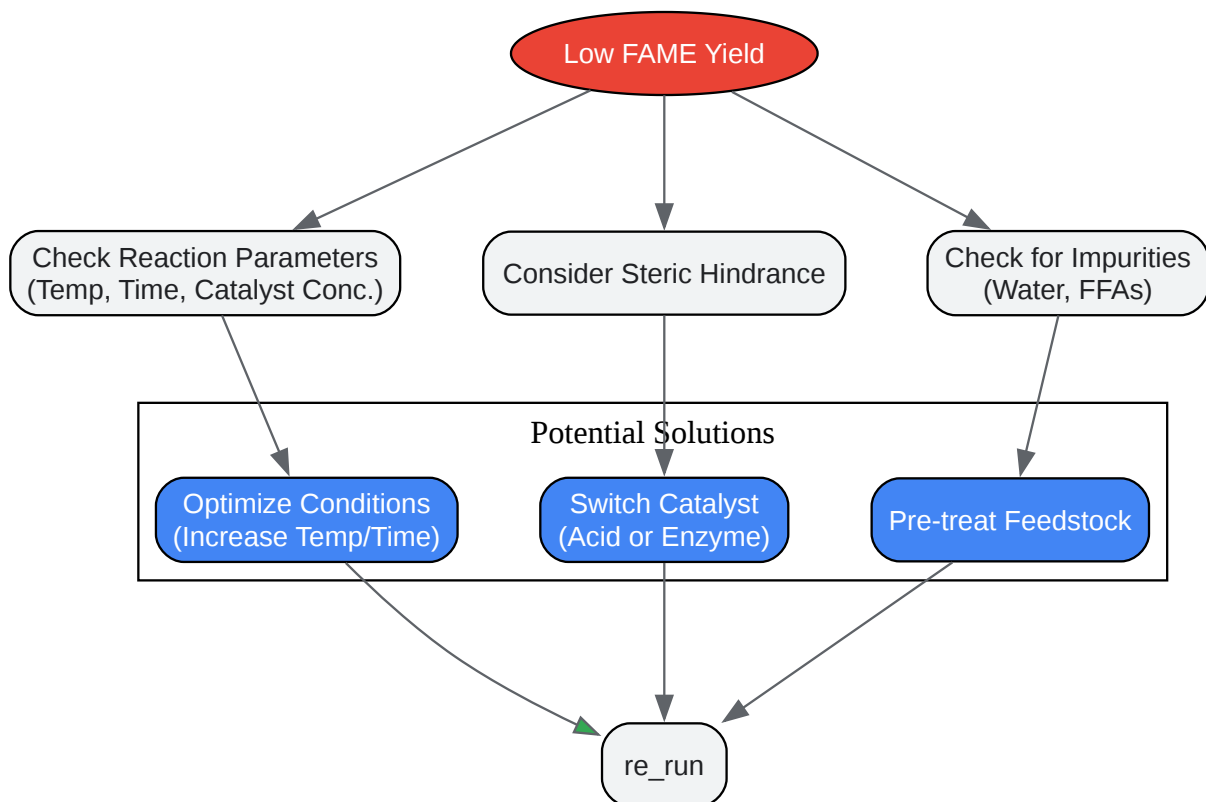 Low FAME Yield
Check Reaction Parameters
(Temp, Time, Catalyst Conc.)
Consider Steric Hindrance
Check for Impurities
(Water, FFAs)
Potential Solutions
Optimize Conditions
(Increase Temp/Time)
Switch Catalyst
(Acid or Enzyme)
Pre-treat Feedstock
re_run